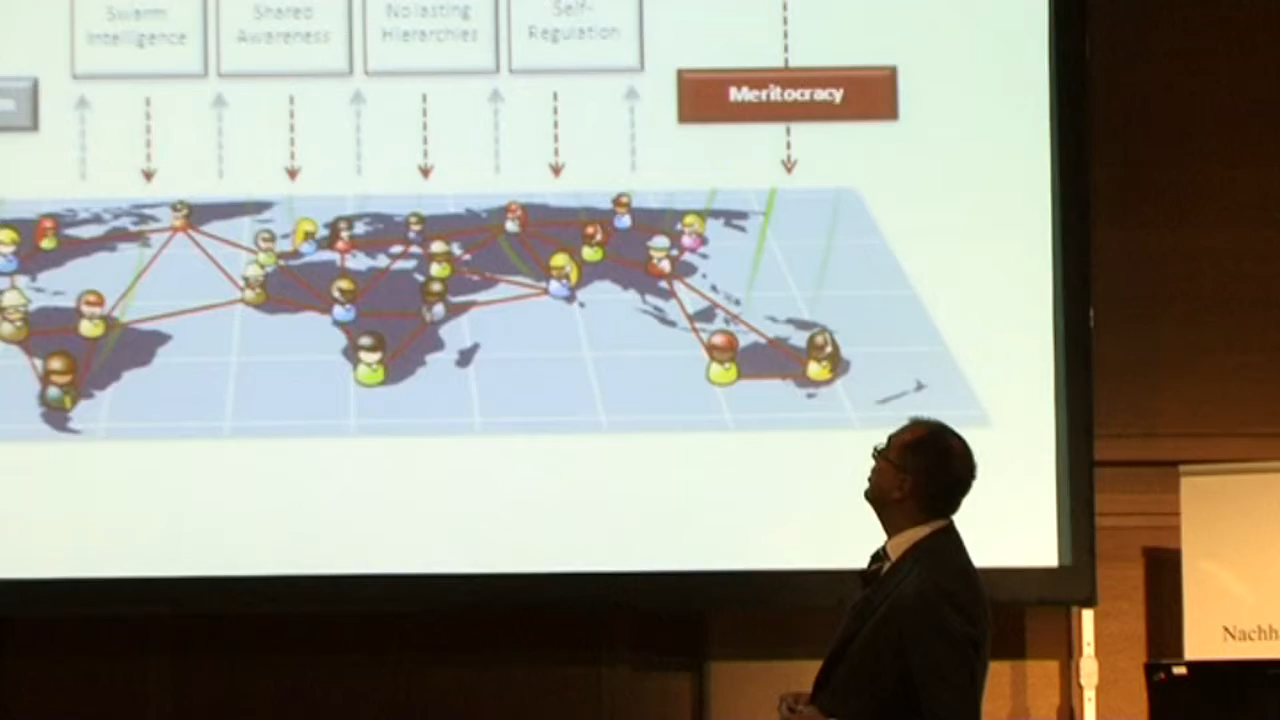 Swarm
Intelligence
Shared
Awareness
No lasting
Hierarchies
Self-
Regulation
Meritocracy
Nachh